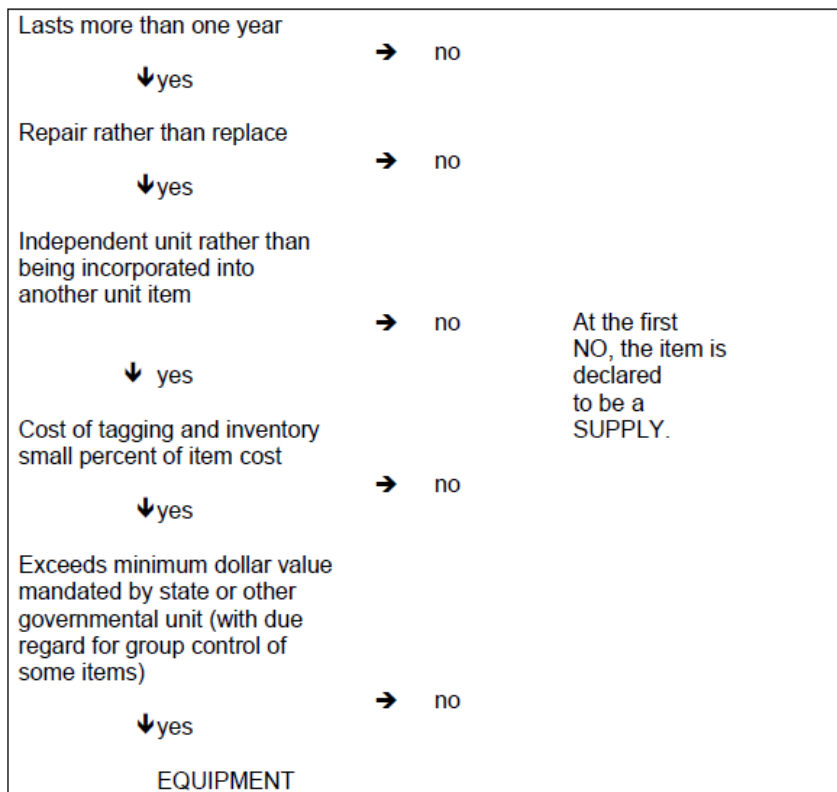 Lasts more than one year
➔ no
🡻yes
Repair rather than replace
➔ no
🡻yes
Independent unit rather than
being incorporated into
another unit item
➔ no
At the first
NO, the item is
declared
to be a
SUPPLY.
🡻 yes
Cost of tagging and inventory
small percent of item cost
➔ no
🡻yes
Exceeds minimum dollar value
mandated by state or other
governmental unit (with due
regard for group control of
some items)
➔ no
🡻yes
EQUIPMENT